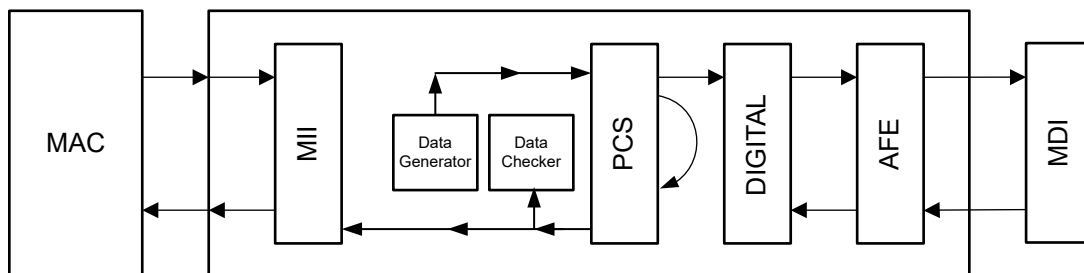 MAC
MII
Data
Generator
Data
Checker
PCS
DIGITAL
AFE
MDI